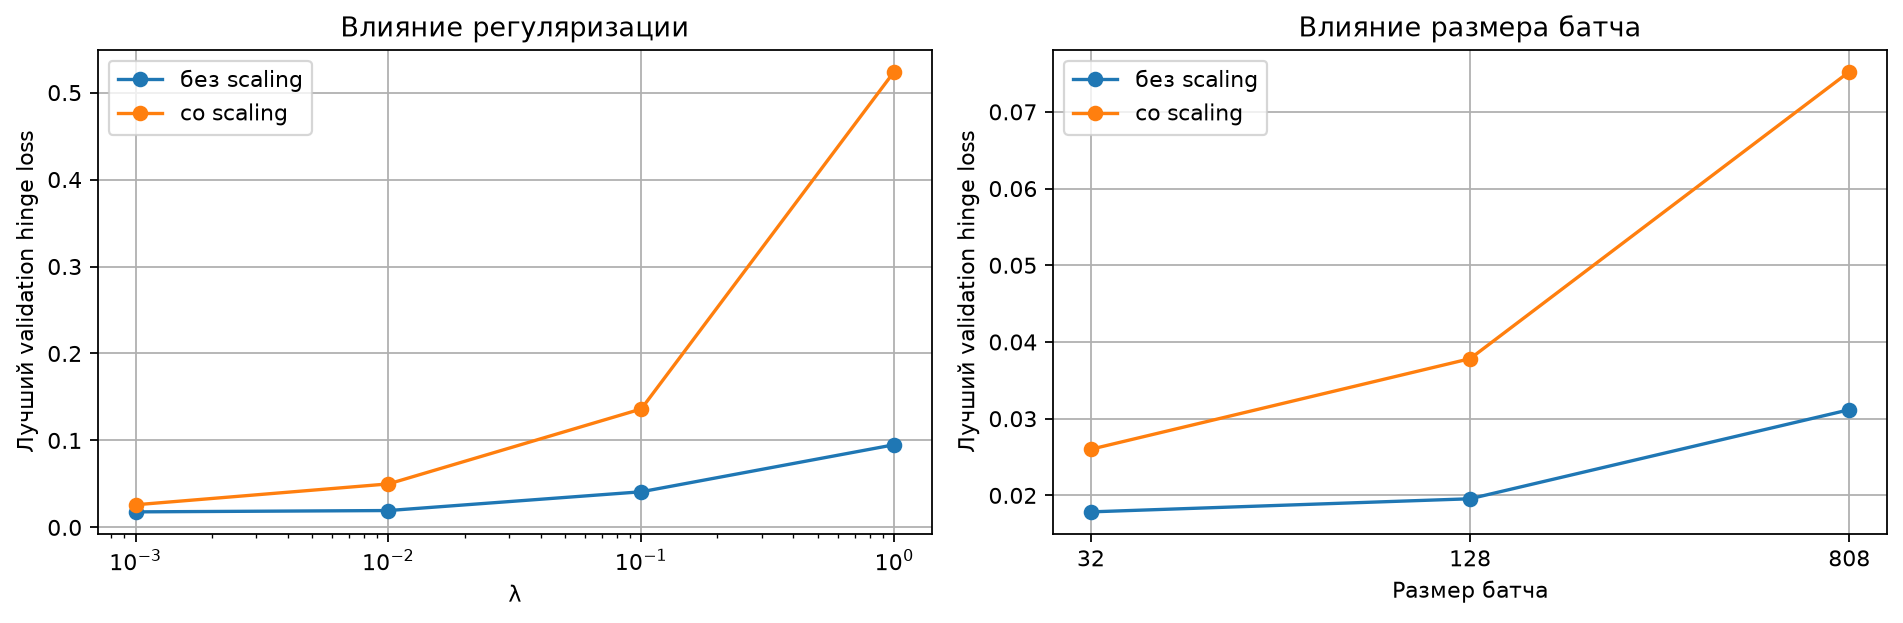 Влияние регуляризации
без scaling
со scaling
Лучший validation hinge loss
0.5
0.4
0.3
0.2
0.1
0.0
10⁻³
10⁻²
10⁻¹
10⁰
λ
Влияние размера батча
без scaling
со scaling
Лучший validation hinge loss
0.07
0.06
0.05
0.04
0.03
0.02
32
128
808
Размер батча